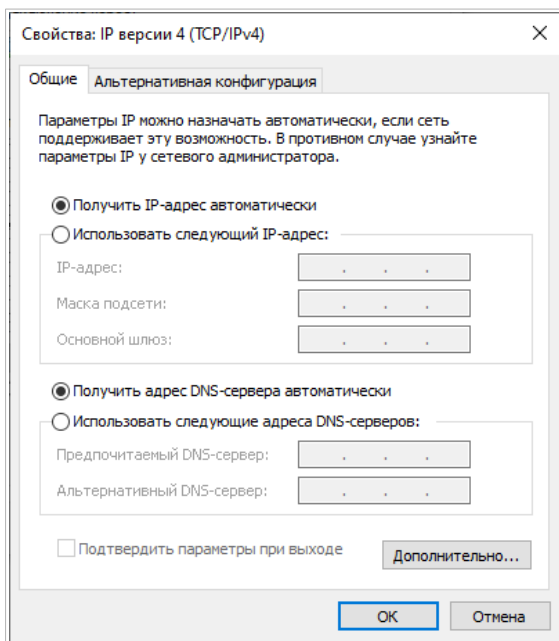 Свойства: IP версии 4 (TCP/IPv4)
Общие
Альтернативная конфигурация
Параметры IP можно назначать автоматически, если сеть
поддерживает эту возможность. В противном случае узнайте
параметры IP у сетевого администратора.
Получить IP-адрес автоматически
Использовать следующий IP-адрес:
IP-адрес:
Маска подсети:
Основной шлюз:
Получить адрес DNS-сервера автоматически
Использовать следующие адреса DNS-серверов:
Предпочитаемый DNS-сервер:
Альтернативный DNS-сервер:
Подтвердить параметры при выходе
Дополнительно...
ОК
Отмена